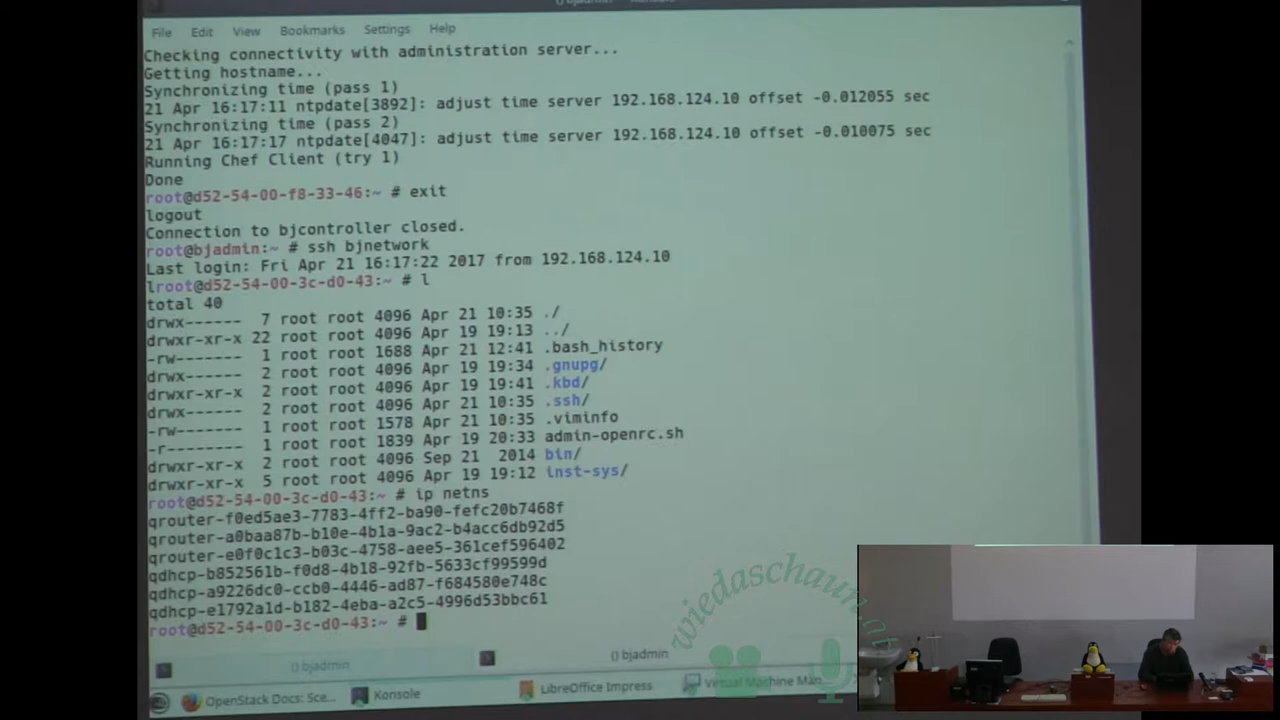 () bjadmin
File Edit View Bookmarks Settings Help
Checking connectivity with administration server...
Getting hostname...
Synchronizing time (pass 1)
21 Apr 16:17:11 ntpdate[3892]: adjust time server 192.168.124.10 offset -0.012055 sec
Synchronizing time (pass 2)
21 Apr 16:17:17 ntpdate[4047]: adjust time server 192.168.124.10 offset -0.010075 sec
Running Chef Client (try 1)
Done
root@d52-54-00-f8-33-46:~ # exit
logout
Connection to bjcontroller closed.
root@bjadmin:~ # ssh bjnetwork
Last login: Fri Apr 21 16:17:22 2017 from 192.168.124.10
lroot@d52-54-00-3c-d0-43:~ # l
total 40
drwx------ 7 root root 4096 Apr 21 10:35 ./
drwxr-xr-x 22 root root 4096 Apr 19 19:13 ../
-rw------- 1 root root 1688 Apr 21 12:41 .bash_history
drwx------ 2 root root 4096 Apr 19 19:34 .gnupg/
drwxr-xr-x 2 root root 4096 Apr 19 19:41 .kbd/
drwx------ 2 root root 4096 Apr 21 10:35 .ssh/
-rw------- 1 root root 1578 Apr 21 10:35 .viminfo
-r-------- 1 root root 1839 Apr 19 20:33 admin-openrc.sh
drwxr-xr-x 2 root root 4096 Sep 21 2014 bin/
drwxr-xr-x 5 root root 4096 Apr 19 19:12 inst-sys/
root@d52-54-00-3c-d0-43:~ # ip netns
qrouter-f0ed5ae3-7783-4ff2-ba90-fefc20b7468f
qrouter-a0baa87b-b10e-4b1a-9ac2-b4acc6db92d5
qrouter-e0f0c1c3-b03c-4758-aee5-361cef596402
qdhcp-b852561b-f0d8-4b18-92fb-5633cf99599d
qdhcp-a9226dc0-ccb0-4446-ad87-f684580e748c
qdhcp-e1792a1d-b182-4eba-a2c5-4996d53bbc61
root@d52-54-00-3c-d0-43:~ #
() bjadmin () bjadmin
OpenStack Docs: Sce... Konsole LibreOffice Impress Virtual Machine Man...
wiedaschaun.at